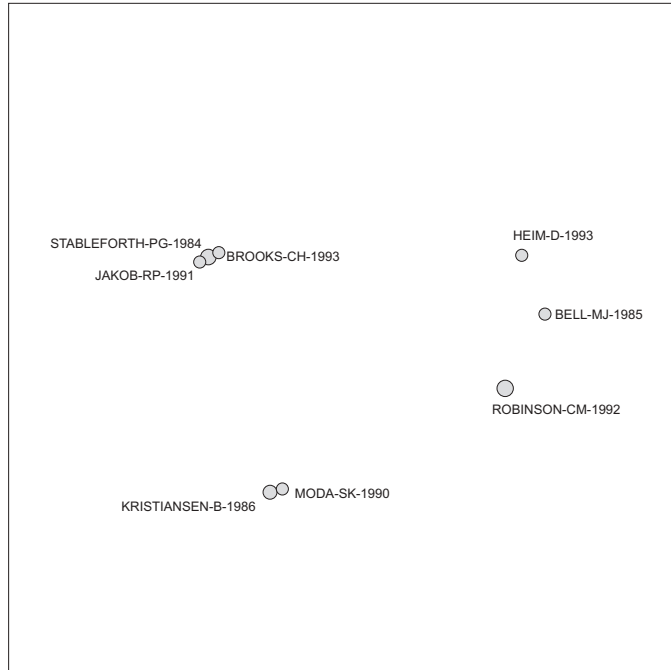 HEIM-D-1993
STABLEFORTH-PG-1984
BROOKS-CH-1993
JAKOB-RP-1991
BELL-MJ-1985
ROBINSON-CM-1992
MODA-SK-1990
KRISTIANSEN-B-1986